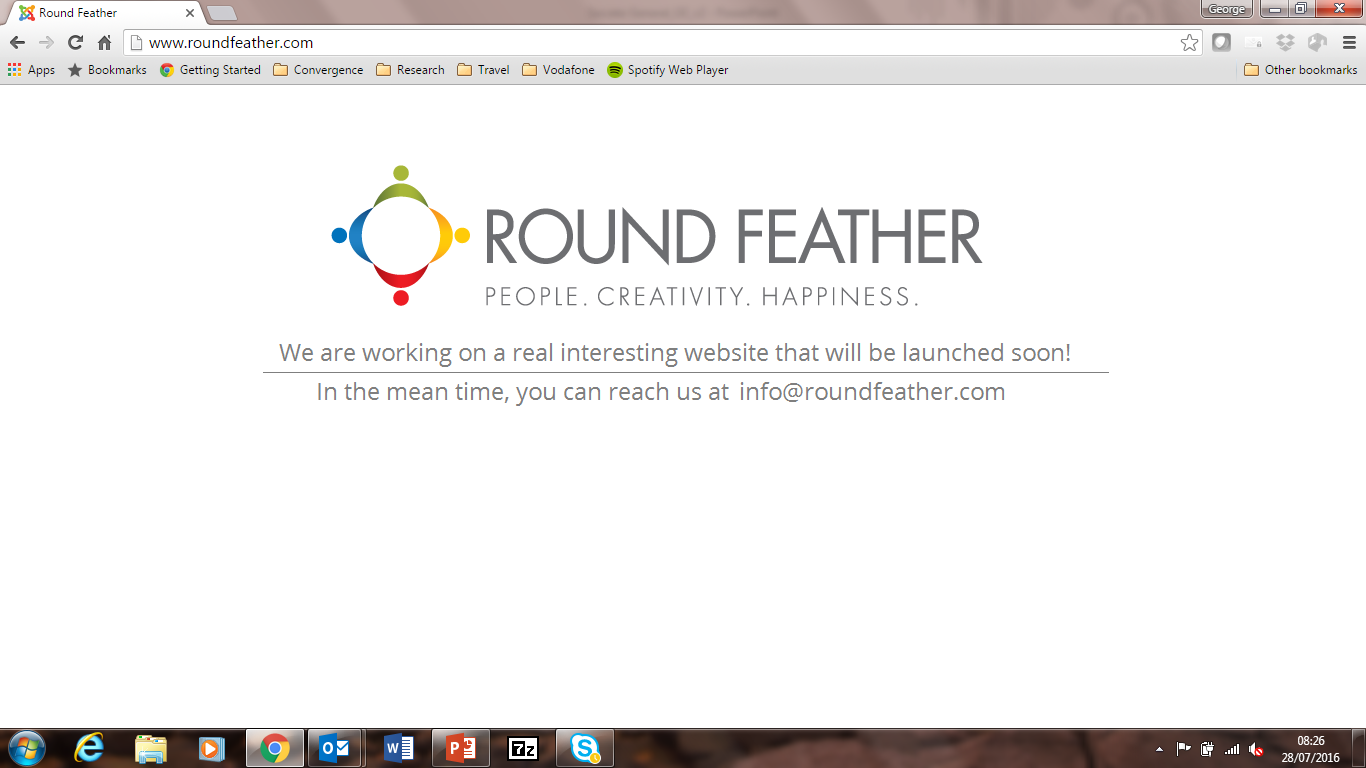 Round Feather
George
www.roundfeather.com
Apps Bookmarks Getting Started Convergence Research Travel Vodafone Spotify Web Player Other bookmarks
ROUND FEATHER
PEOPLE. CREATIVITY. HAPPINESS.
We are working on a real interesting website that will be launched soon!
In the mean time, you can reach us at info@roundfeather.com
7z
08:26
28/07/2016